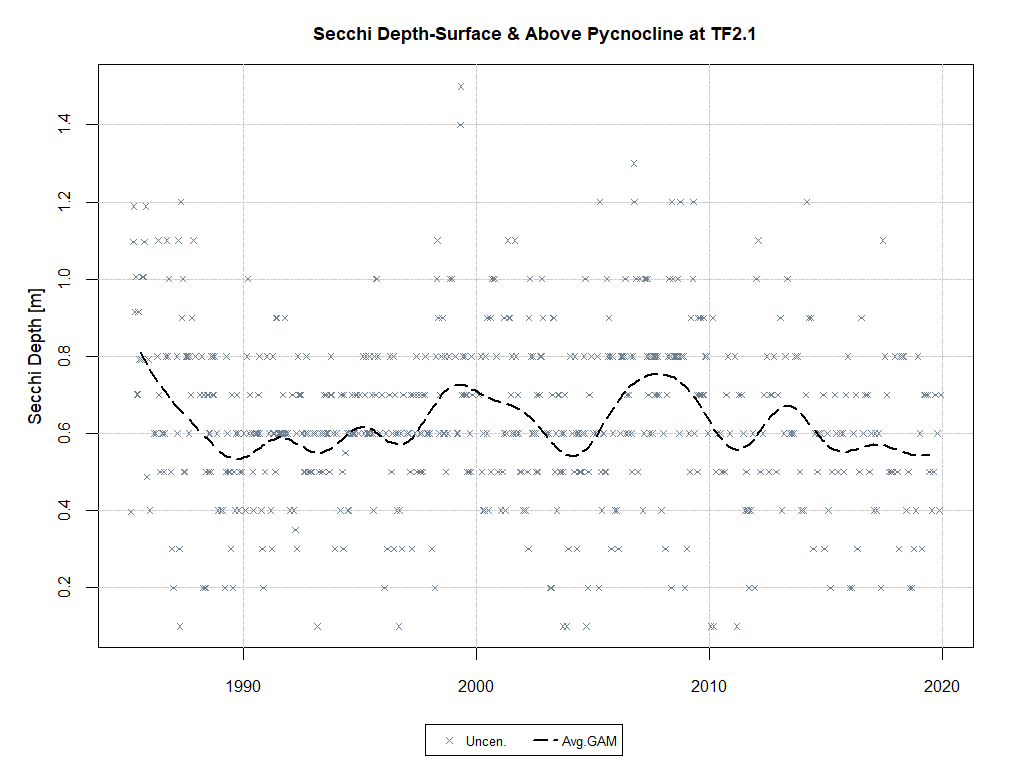 Secchi Depth-Surface & Above Pycnocline at TF2.1
Secchi Depth [m]
1.4
1.2
1.0
0.8
0.6
0.4
0.2
1990 2000 2010 2020
Uncen. Avg.GAM